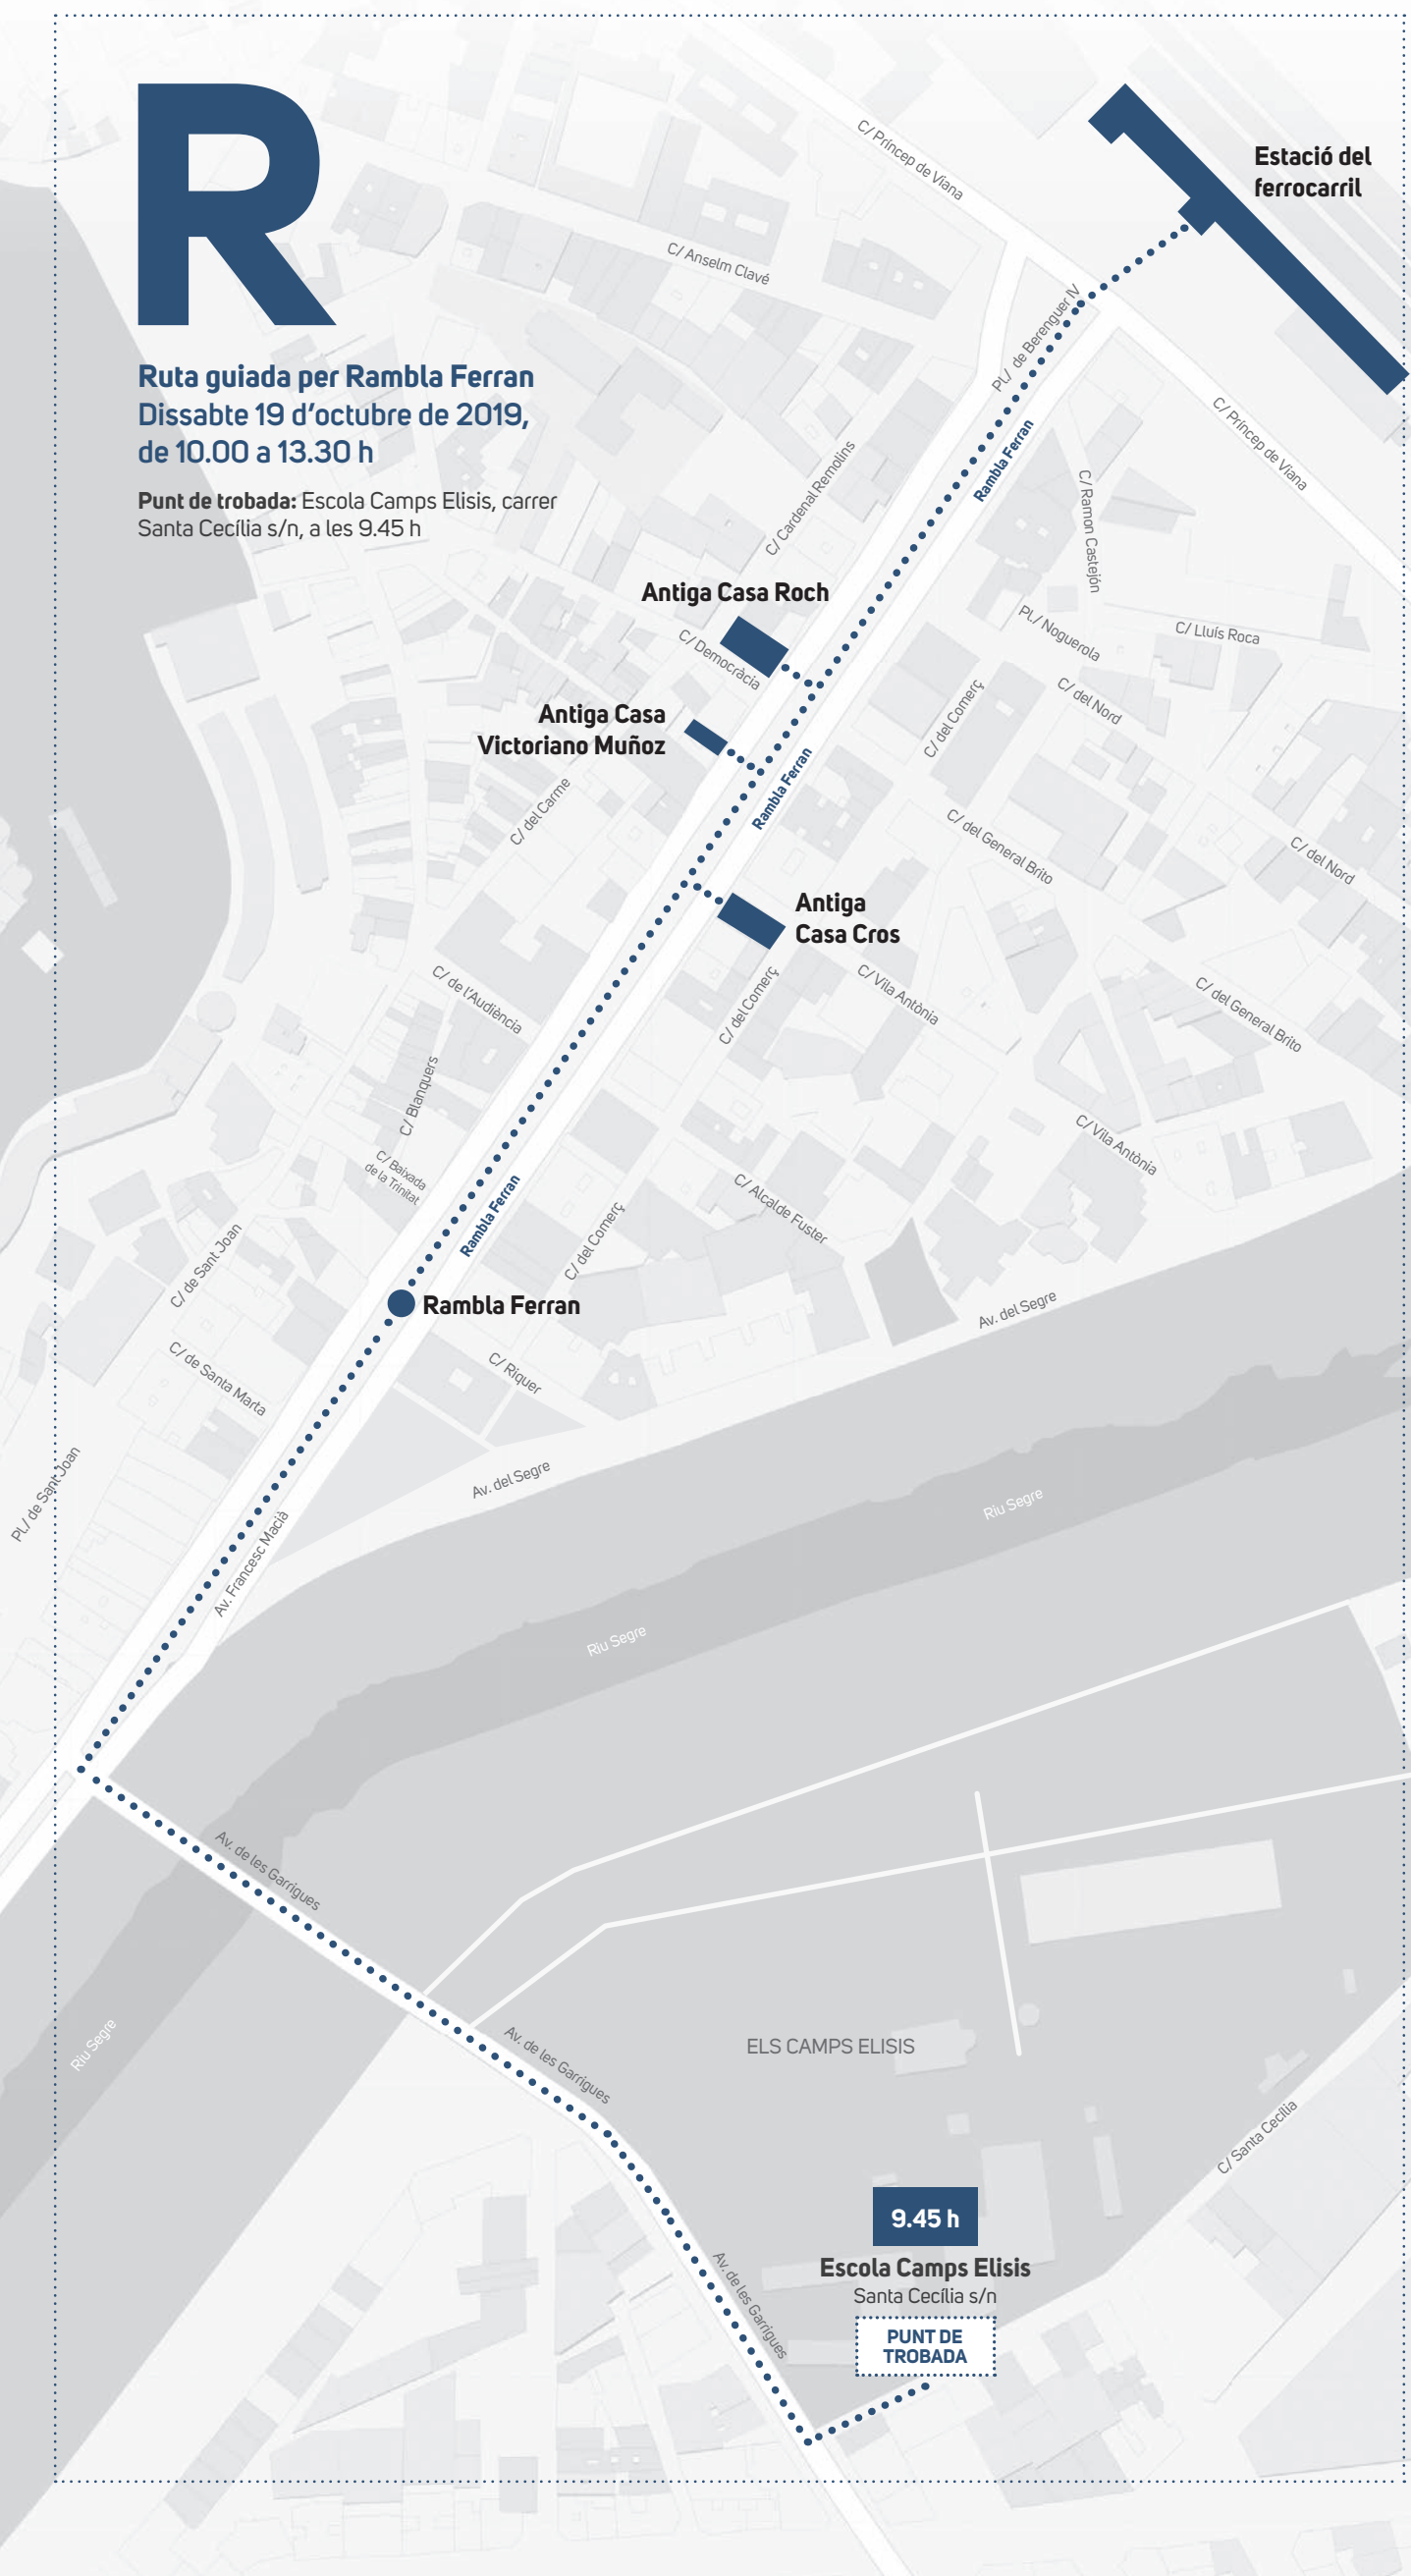 R
Ruta guiada per Rambla Ferran
Dissabte 19 d’octubre de 2019,
de 10.00 a 13.30 h
Punt de trobada: Escola Camps Elisis, carrer
Santa Cecília s/n, a les 9.45 h
C/ Príncep de Viana
Estació del
ferrocarril
C/ Anselm Clavé
Pl./ de Berenguer IV
C/ Príncep de Viana
Rambla Ferran
C/ Cardenal Remolins
C/ Ramon Castejón
Antiga Casa Roch
C/ Democràcia
Pl./ Noguerola
C/ Lluís Roca
C/ del Nord
C/ del Comerç
Antiga Casa
Victoriano Muñoz
Rambla Ferran
C/ del Carme
C/ del General Brito
C/ del Nord
Antiga
Casa Cros
C/ de l’Audiència
C/ del Comerç
C/ Vila Antònia
C/ del General Brito
C/ Blanquers
C/ Baixada
de la Trinitat
C/ Vila Antònia
Rambla Ferran
C/ Alcalde Fuster
C/ del Comerç
C/ de Sant Joan
Rambla Ferran
Av. del Segre
C/ de Santa Marta
C/ Riquer
Pl./ de Sant Joan
Av. del Segre
Riu Segre
Av. Francesc Macià
Riu Segre
Av. de les Garrigues
Riu Segre
Av. de les Garrigues
ELS CAMPS ELISIS
C/ Santa Cecília
9.45 h
Escola Camps Elisis
Santa Cecília s/n
Av. de les Garrigues
PUNT DE
TROBADA